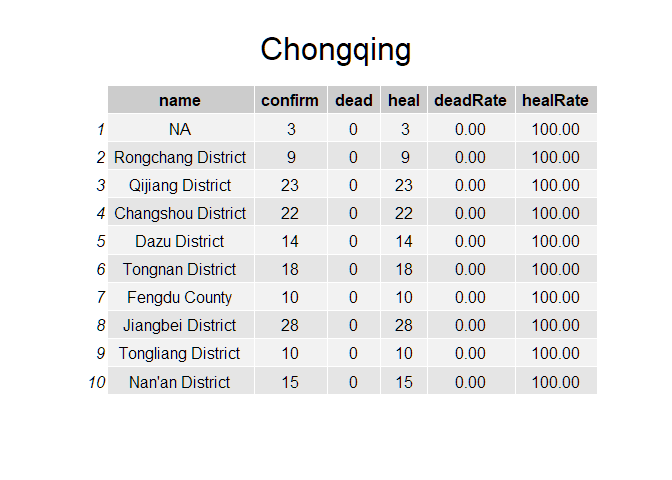 Chongqing
name confirm dead heal deadRate healRate
1 NA 3 0 3 0.00 100.00
2 Rongchang District 9 0 9 0.00 100.00
3 Qijiang District 23 0 23 0.00 100.00
4 Changshou District 22 0 22 0.00 100.00
5 Dazu District 14 0 14 0.00 100.00
6 Tongnan District 18 0 18 0.00 100.00
7 Fengdu County 10 0 10 0.00 100.00
8 Jiangbei District 28 0 28 0.00 100.00
9 Tongliang District 10 0 10 0.00 100.00
10 Nan'an District 15 0 15 0.00 100.00